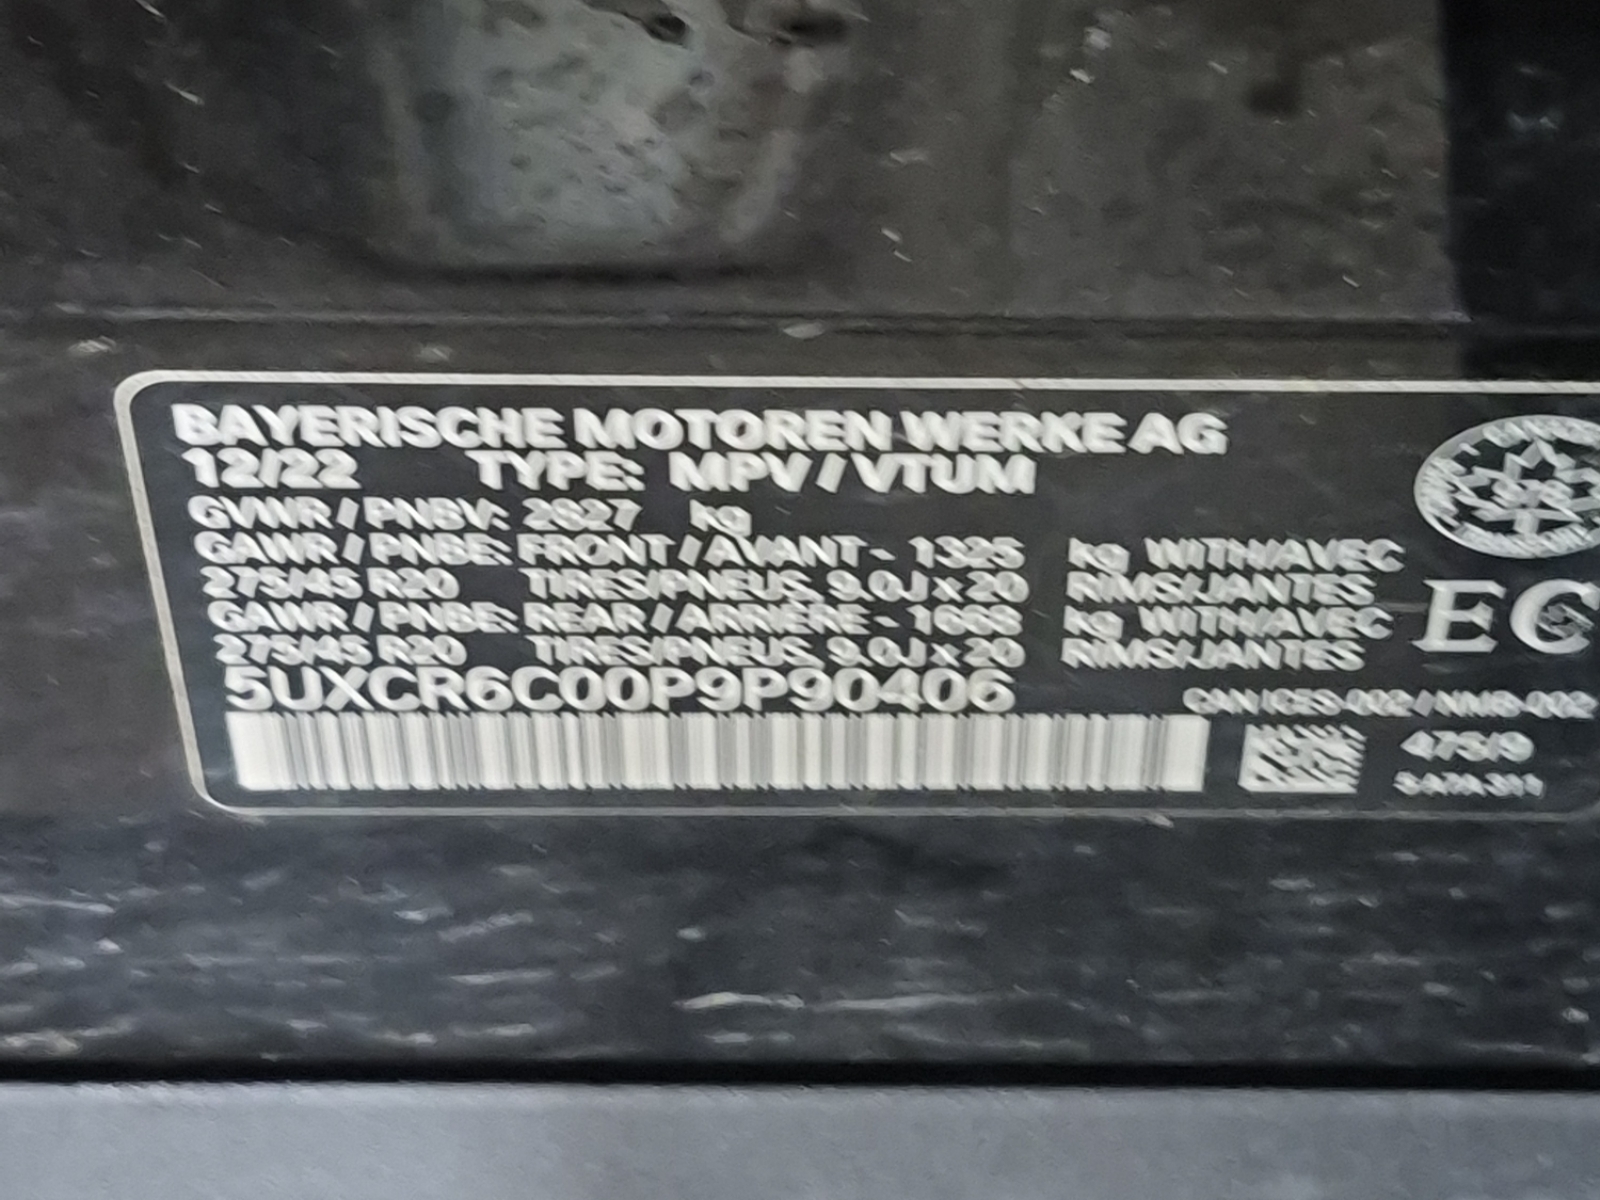 BAYERISCHE MOTOREN WERKE AG
12/22 TYPE: MPV / VTUM
GVWR / PNBV: 2827 kg
GAWR / PNBE: FRONT / AVANT - 1325 kg WITH/AVEC
275/45 R20 TIRES/PNEUS, 9.0J x 20 RIMS/JANTES
GAWR / PNBE: REAR / ARRIÈRE - 1668 kg WITH/AVEC
275/45 R20 TIRES/PNEUS, 9.0J x 20 RIMS/JANTES
5UXCR6C00P9P90406
EC
CAN ICES-002 / NMB-002
475/9